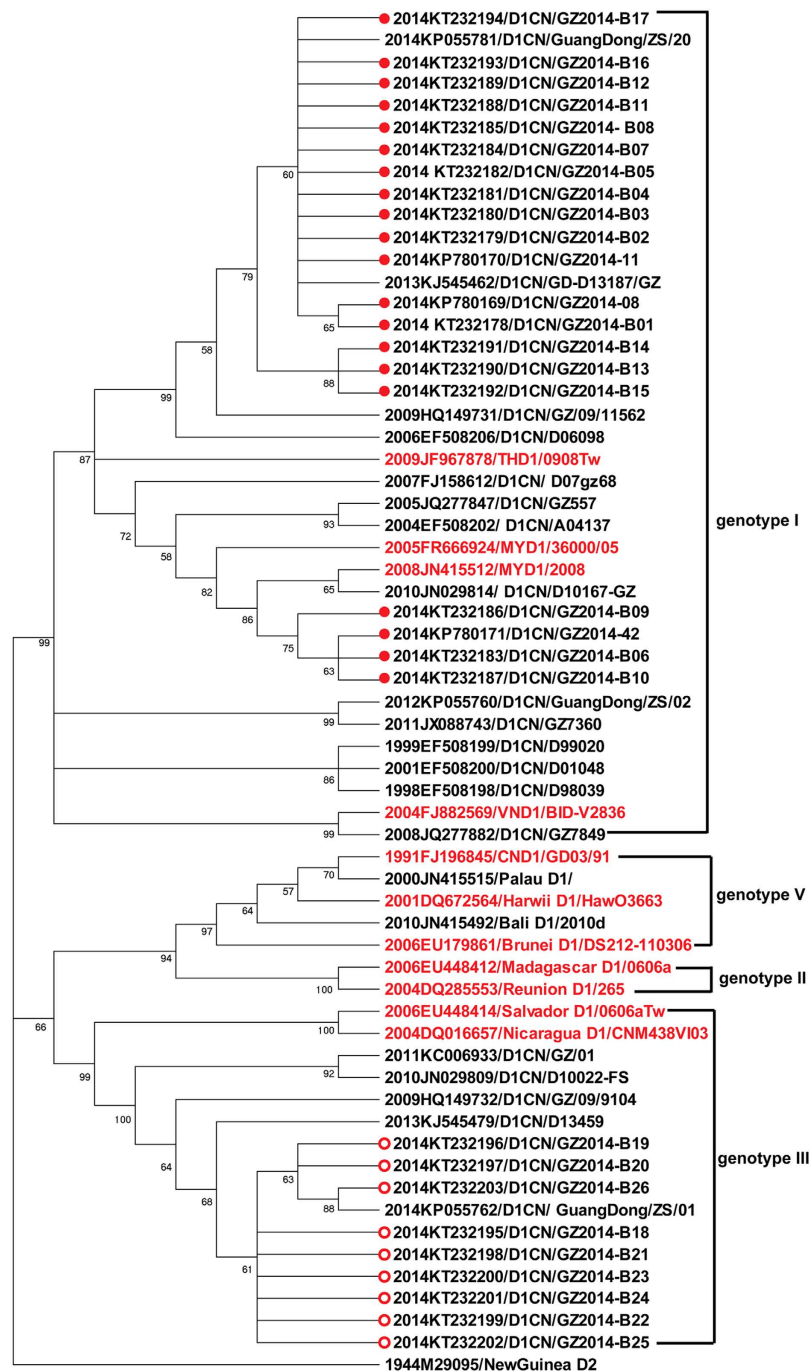 2014KT232194/D1CN/GZ2014-B17
2014KP055781/D1CN/GuangDong/ZS/20
2014KT232193/D1CN/GZ2014-B16
2014KT232189/D1CN/GZ2014-B12
2014KT232188/D1CN/GZ2014-B11
2014KT232185/D1CN/GZ2014- B08
2014KT232184/D1CN/GZ2014-B07
60
2014 KT232182/D1CN/GZ2014-B05
2014KT232181/D1CN/GZ2014-B04
2014KT232180/D1CN/GZ2014-B03
2014KT232179/D1CN/GZ2014-B02
2014KP780170/D1CN/GZ2014-11
79
2013KJ545462/D1CN/GD-D13187/GZ
2014KP780169/D1CN/GZ2014-08
65
2014 KT232178/D1CN/GZ2014-B01
58
2014KT232191/D1CN/GZ2014-B14
2014KT232190/D1CN/GZ2014-B13
88
2014KT232192/D1CN/GZ2014-B15
99
2009HQ149731/D1CN/GZ/09/11562
2006EF508206/D1CN/D06098
87
2009JF967878/THD1/0908Tw
2007FJ158612/D1CN/ D07gz68
2005JQ277847/D1CN/GZ557
genotype I
93
2004EF508202/ D1CN/A04137
72
58
2005FR666924/MYD1/36000/05
2008JN415512/MYD1/2008
82
65
2010JN029814/ D1CN/D10167-GZ
86
2014KT232186/D1CN/GZ2014-B09
2014KP780171/D1CN/GZ2014-42
99
75
2014KT232183/D1CN/GZ2014-B06
63
2014KT232187/D1CN/GZ2014-B10
2012KP055760/D1CN/GuangDong/ZS/02
99
2011JX088743/D1CN/GZ7360
1999EF508199/D1CN/D99020
2001EF508200/D1CN/D01048
86
1998EF508198/D1CN/D98039
2004FJ882569/VND1/BID-V2836
99
2008JQ277882/D1CN/GZ7849
1991FJ196845/CND1/GD03/91
70
2000JN415515/Palau D1/
57
genotype V
2001DQ672564/Harwii D1/HawO3663
64
2010JN415492/Bali D1/2010d
97
2006EU179861/Brunei D1/DS212-110306
94
2006EU448412/Madagascar D1/0606a
genotype II
100
2004DQ285553/Reunion D1/265
2006EU448414/Salvador D1/0606aTw
66
100
2004DQ016657/Nicaragua D1/CNM438VI03
2011KC006933/D1CN/GZ/01
99
92
2010JN029809/D1CN/D10022-FS
2009HQ149732/D1CN/GZ/09/9104
100
2013KJ545479/D1CN/D13459
2014KT232196/D1CN/GZ2014-B19
genotype III
64
2014KT232197/D1CN/GZ2014-B20
63
2014KT232203/D1CN/GZ2014-B26
68
88
2014KP055762/D1CN/ GuangDong/ZS/01
2014KT232195/D1CN/GZ2014-B18
2014KT232198/D1CN/GZ2014-B21
61
2014KT232200/D1CN/GZ2014-B23
2014KT232201/D1CN/GZ2014-B24
2014KT232199/D1CN/GZ2014-B22
2014KT232202/D1CN/GZ2014-B25
1944M29095/NewGuinea D2